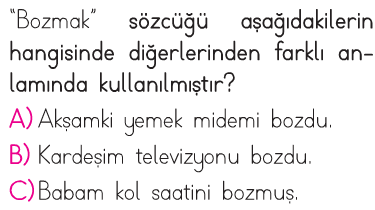 "Bozmak" sözcüğü aşağıdakilerin
hangisinde diğerlerinden farklı an-
lamında kullanılmıştır?
A) Akşamki yemek midemi bozdu.
B) Kardeşim televizyonu bozdu.
C) Babam kol saatini bozmuş.